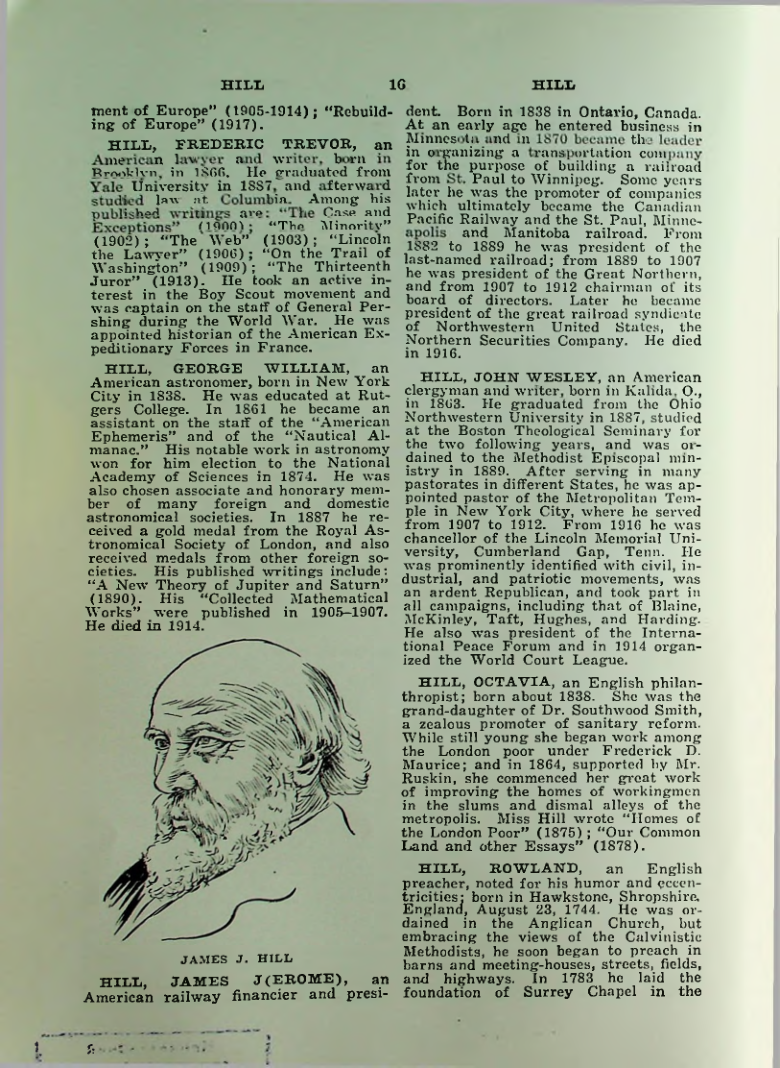 HILL 16 HILL
ment of Europe" (1905-1914); "Rebuild-
ing of Europe" (1917).
HILL, FREDERIC TREVOR, an
American lawyer and writer, born in
Brooklyn, in 1866. He graduated from
Yale University in 1887, and afterward
studied law at Columbia. Among his
published writings are: "The Case and
Exceptions" (1900); "The Minority"
(1902); "The Web" (1903); "Lincoln
the Lawyer" (1906); "On the Trail of
Washington" (1909); "The Thirteenth
Juror" (1913). He took an active in-
terest in the Boy Scout movement and
was captain on the staff of General Per-
shing during the World War. He was
appointed historian of the American Ex-
peditionary Forces in France.
HILL, GEORGE WILLIAM, an
American astronomer, born in New York
City in 1838. He was educated at Rut-
gers College. In 1861 he became an
assistant on the staff of the "American
Ephemeris" and of the "Nautical Al-
manac." His notable work in astronomy
won for him election to the National
Academy of Sciences in 1874. He was
also chosen associate and honorary mem-
ber of many foreign and domestic
astronomical societies. In 1887 he re-
ceived a gold medal from the Royal As-
tronomical Society of London, and also
received medals from other foreign so-
cieties. His published writings include:
"A New Theory of Jupiter and Saturn"
(1890). His "Collected Mathematical
Works" were published in 1905–1907.
He died in 1914.
JAMES J. HILL
HILL, JAMES J(EROME), an
American railway financier and presi-
dent. Born in 1838 in Ontario, Canada.
At an early age he entered business in
Minnesota and in 1870 became the leader
in organizing a transportation company
for the purpose of building a railroad
from St. Paul to Winnipeg. Some years
later he was the promoter of companies
which ultimately became the Canadian
Pacific Railway and the St. Paul, Minne-
apolis and Manitoba railroad. From
1882 to 1889 he was president of the
last-named railroad; from 1889 to 1907
he was president of the Great Northern,
and from 1907 to 1912 chairman of its
board of directors. Later he became
president of the great railroad syndicate
of Northwestern United States, the
Northern Securities Company. He died
in 1916.
HILL, JOHN WESLEY, an American
clergyman and writer, born in Kalida, O.,
in 1863. He graduated from the Ohio
Northwestern University in 1887, studied
at the Boston Theological Seminary for
the two following years, and was or-
dained to the Methodist Episcopal min-
istry in 1889. After serving in many
pastorates in different States, he was ap-
pointed pastor of the Metropolitan Tem-
ple in New York City, where he served
from 1907 to 1912. From 1916 he was
chancellor of the Lincoln Memorial Uni-
versity, Cumberland Gap, Tenn. He
was prominently identified with civil, in-
dustrial, and patriotic movements, was
an ardent Republican, and took part in
all campaigns, including that of Blaine,
McKinley, Taft, Hughes, and Harding.
He also was president of the Interna-
tional Peace Forum and in 1914 organ-
ized the World Court League.
HILL, OCTAVIA, an English philan-
thropist; born about 1838. She was the
grand-daughter of Dr. Southwood Smith,
a zealous promoter of sanitary reform.
While still young she began work among
the London poor under Frederick D.
Maurice; and in 1864, supported by Mr.
Ruskin, she commenced her great work
of improving the homes of workingmen
in the slums and dismal alleys of the
metropolis. Miss Hill wrote "Homes of
the London Poor" (1875); "Our Common
Land and other Essays" (1878).
HILL, ROWLAND, an English
preacher, noted for his humor and eccen-
tricities; born in Hawkstone, Shropshire,
England, August 23, 1744. He was or-
dained in the Anglican Church, but
embracing the views of the Calvinistic
Methodists, he soon began to preach in
barns and meeting-houses, streets, fields,
and highways. In 1783 he laid the
foundation of Surrey Chapel in the